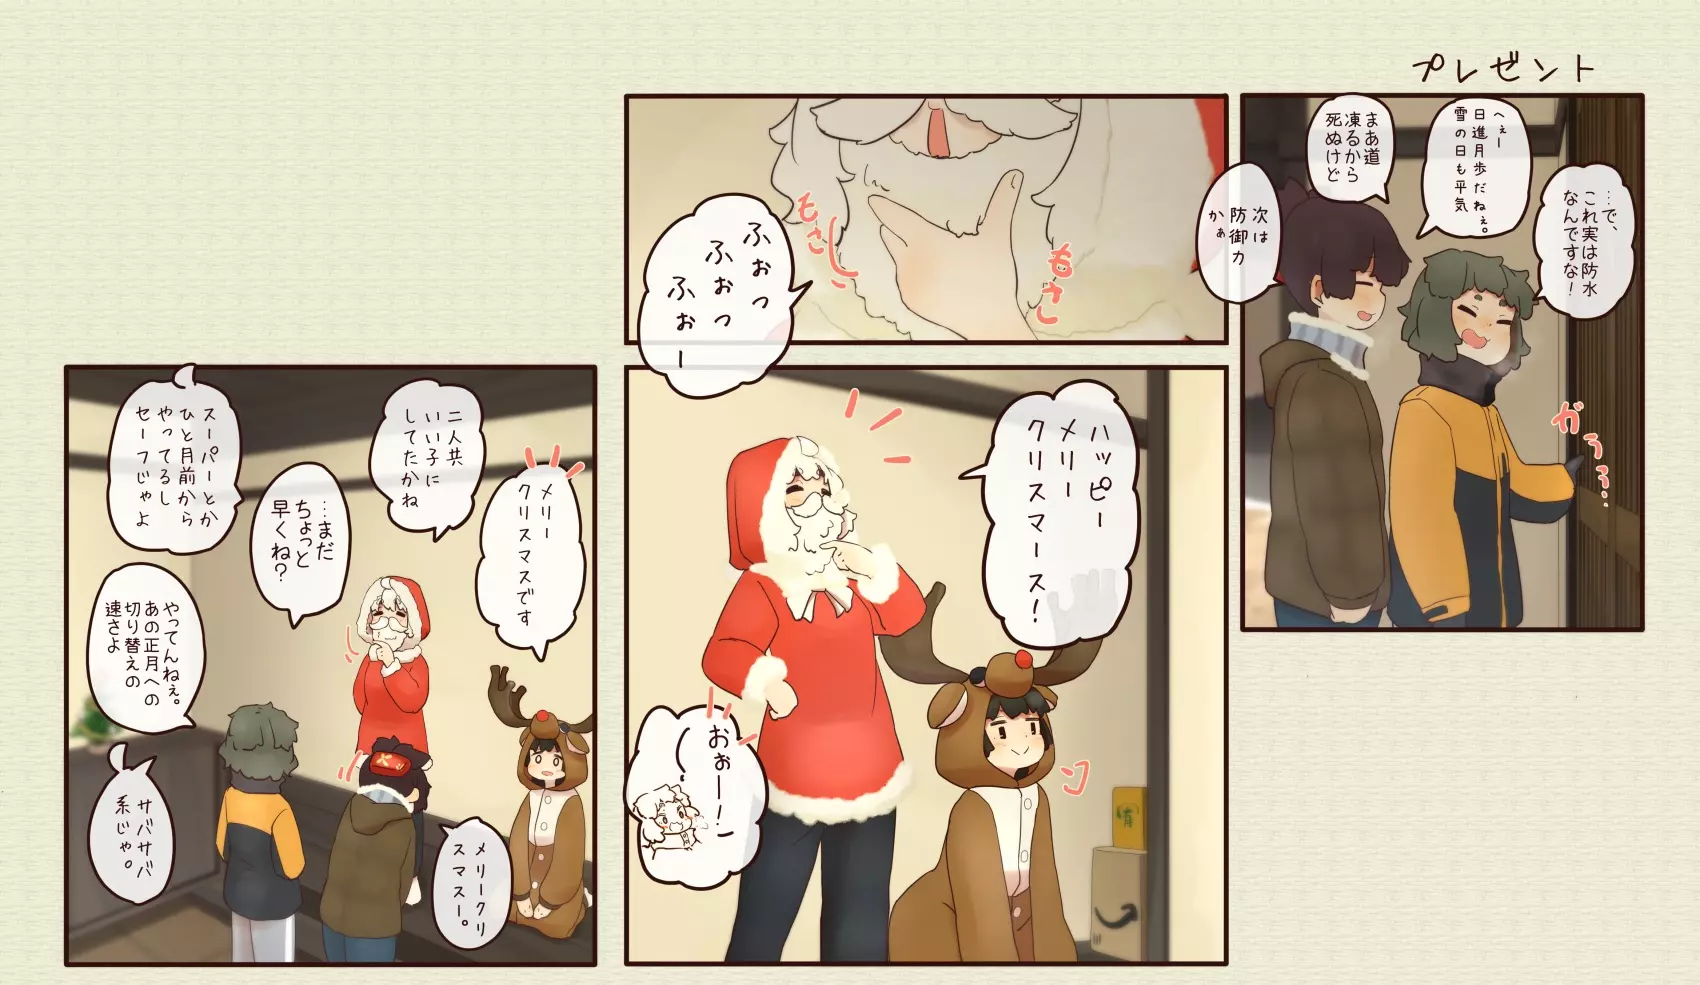 プレゼント
…で、
これ実は防水
なんですな！
へぇー
日進月歩だねぇ。
雪の日も平気
まあ道
凍るから
死ぬけど
次は
防御力
かぁ
がぅぅぅ…
もさっ
もさっ
ふぉっ
ふぉっ
ふぉー
ハッピー
メリー
クリスマース！
おぉー！
青
メリー
クリスマスです
二人共
いい子に
してたかね
…まだ
ちょっと
早くね？
スーパーとか
ひと月前から
やってるし
セーフじゃよ
やってんねぇ。
あの正月への
切り替えの
速さよ
サバサバ
系じゃ。
メリークリ
スマスー。